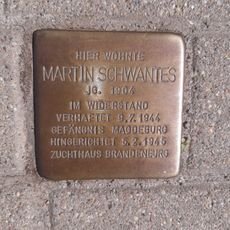 HIER WOHNTE
MARTIN SCHWANTES
JG. 1904
IM WIDERSTAND
VERHAFTET 9.7.1944
GEFÄNGNIS MAGDEBURG
HINGERICHTET 5.2.1945
ZUCHTHAUS BRANDENBURG